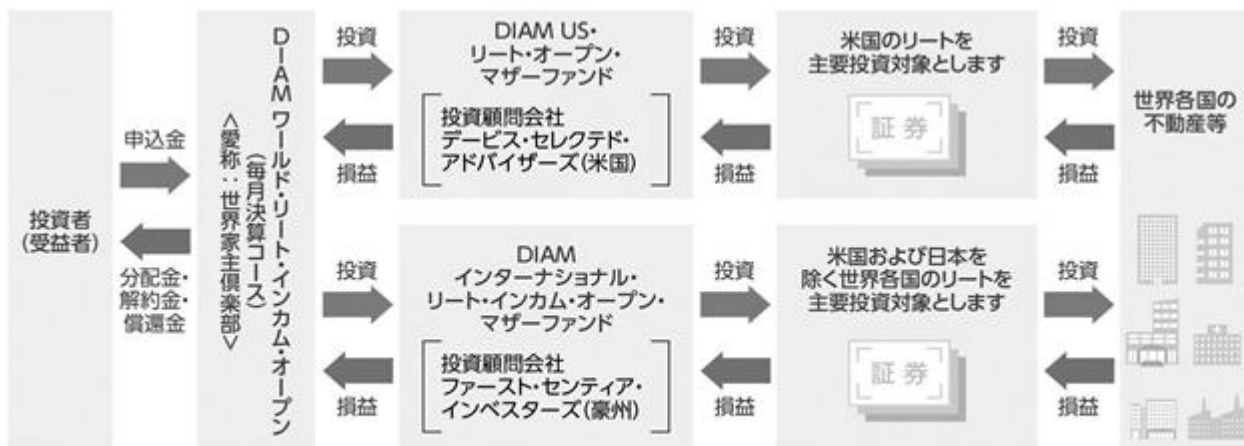 投資者
(受益者)
申込金
分配金・
解約金・
償還金
DIAM ワールド・リート・インカム・オープン
(毎月決算コース)
<愛称:世界家主倶楽部>
投資
損益
DIAM US・
リート・オープン・
マザーファンド
投資顧問会社
デービス・セレクテド・
アドバイザーズ(米国)
投資
損益
米国のリートを
主要投資対象とします
証券
投資
損益
投資
損益
DIAM
インターナショナル・
リート・インカム・オープン・
マザーファンド
投資顧問会社
ファースト・センティア・
インベスターズ(豪州)
投資
損益
米国および日本を
除く世界各国のリートを
主要投資対象とします
証券
投資
損益
世界各国の
不動産等